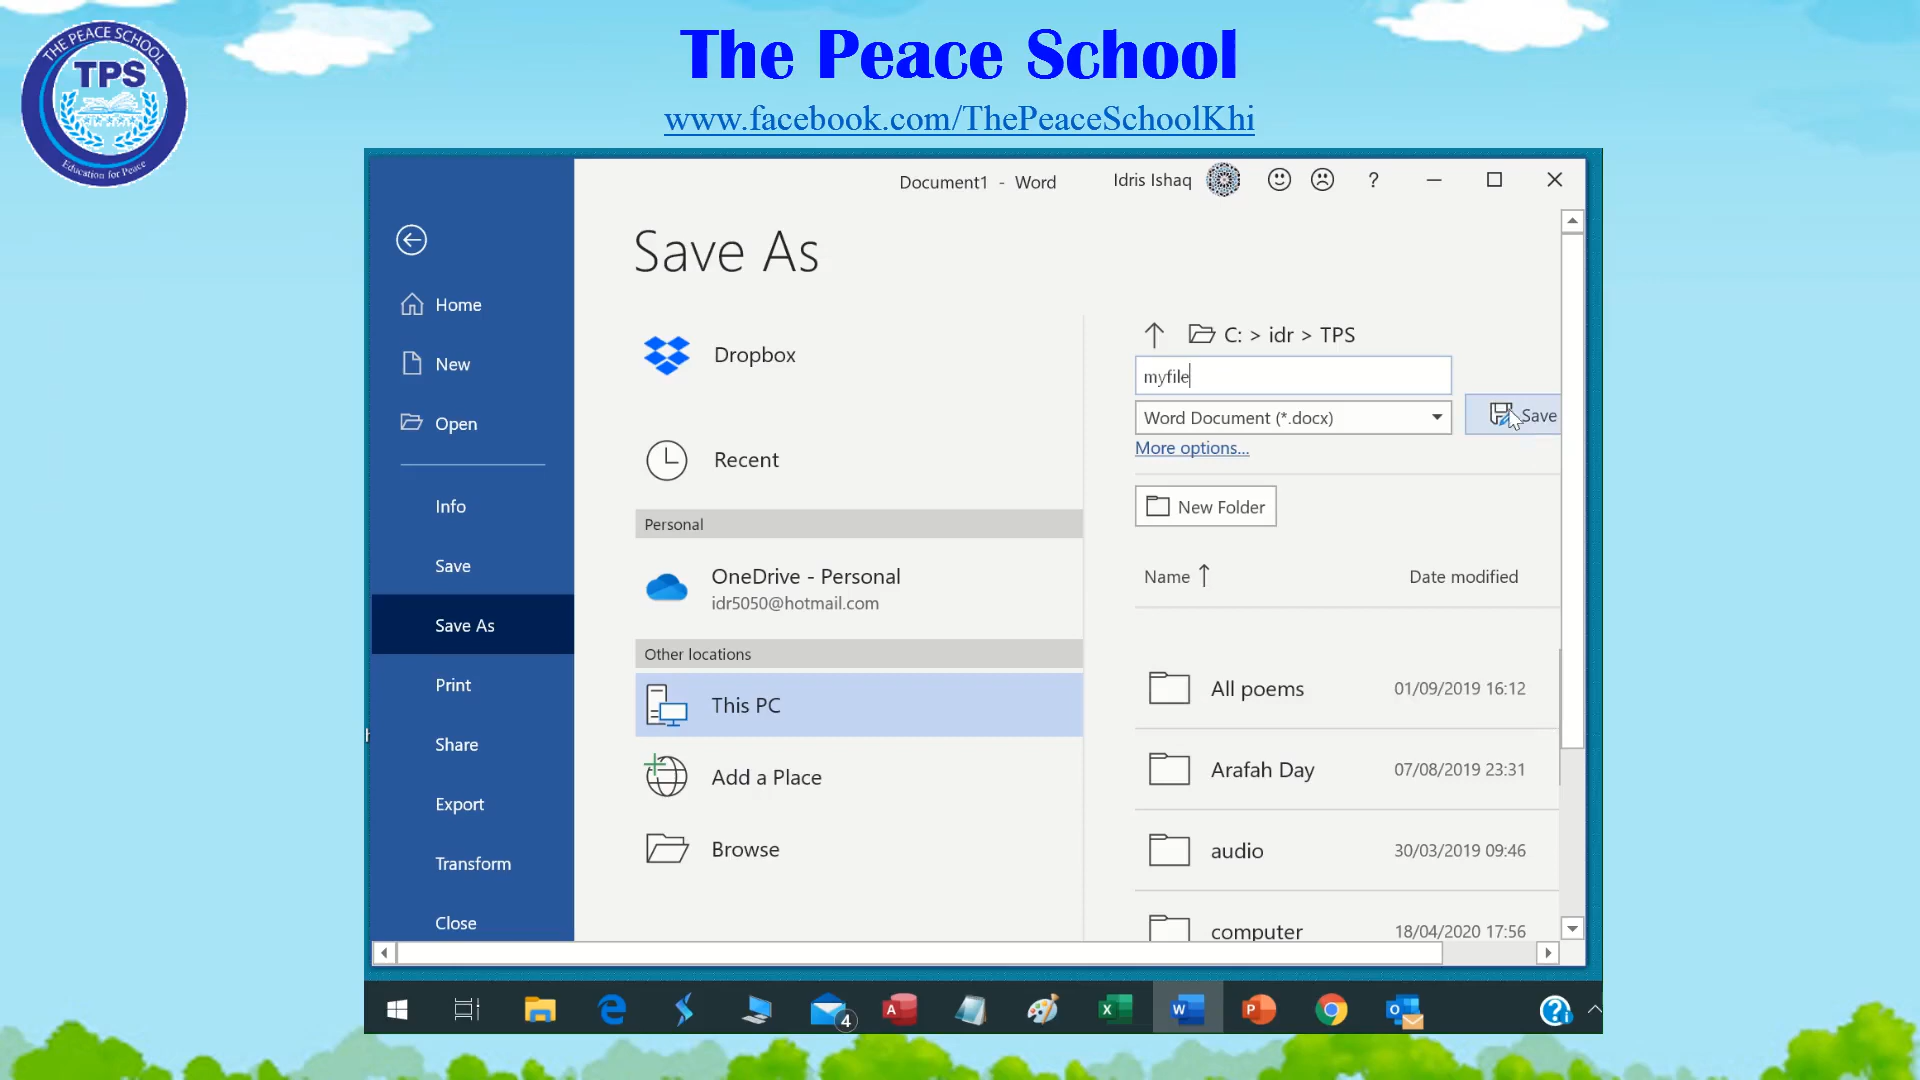 THE PEACE SCHOOL
TPS
Education for Peace
The Peace School
www.facebook.com/ThePeaceSchoolKhi
Document1 - Word
Idris Ishaq
?
Save As
Home
New
Open
Info
Save
Save As
Print
Share
Export
Transform
Close
Dropbox
Recent
Personal
OneDrive - Personal
idr5050@hotmail.com
Other locations
This PC
Add a Place
Browse
C: > idr > TPS
myfile
Word Document (*.docx)
Save
More options...
New Folder
Name Date modified
All poems 01/09/2019 16:12
Arafah Day 07/08/2019 23:31
audio 30/03/2019 09:46
computer 18/04/2020 17:56
4